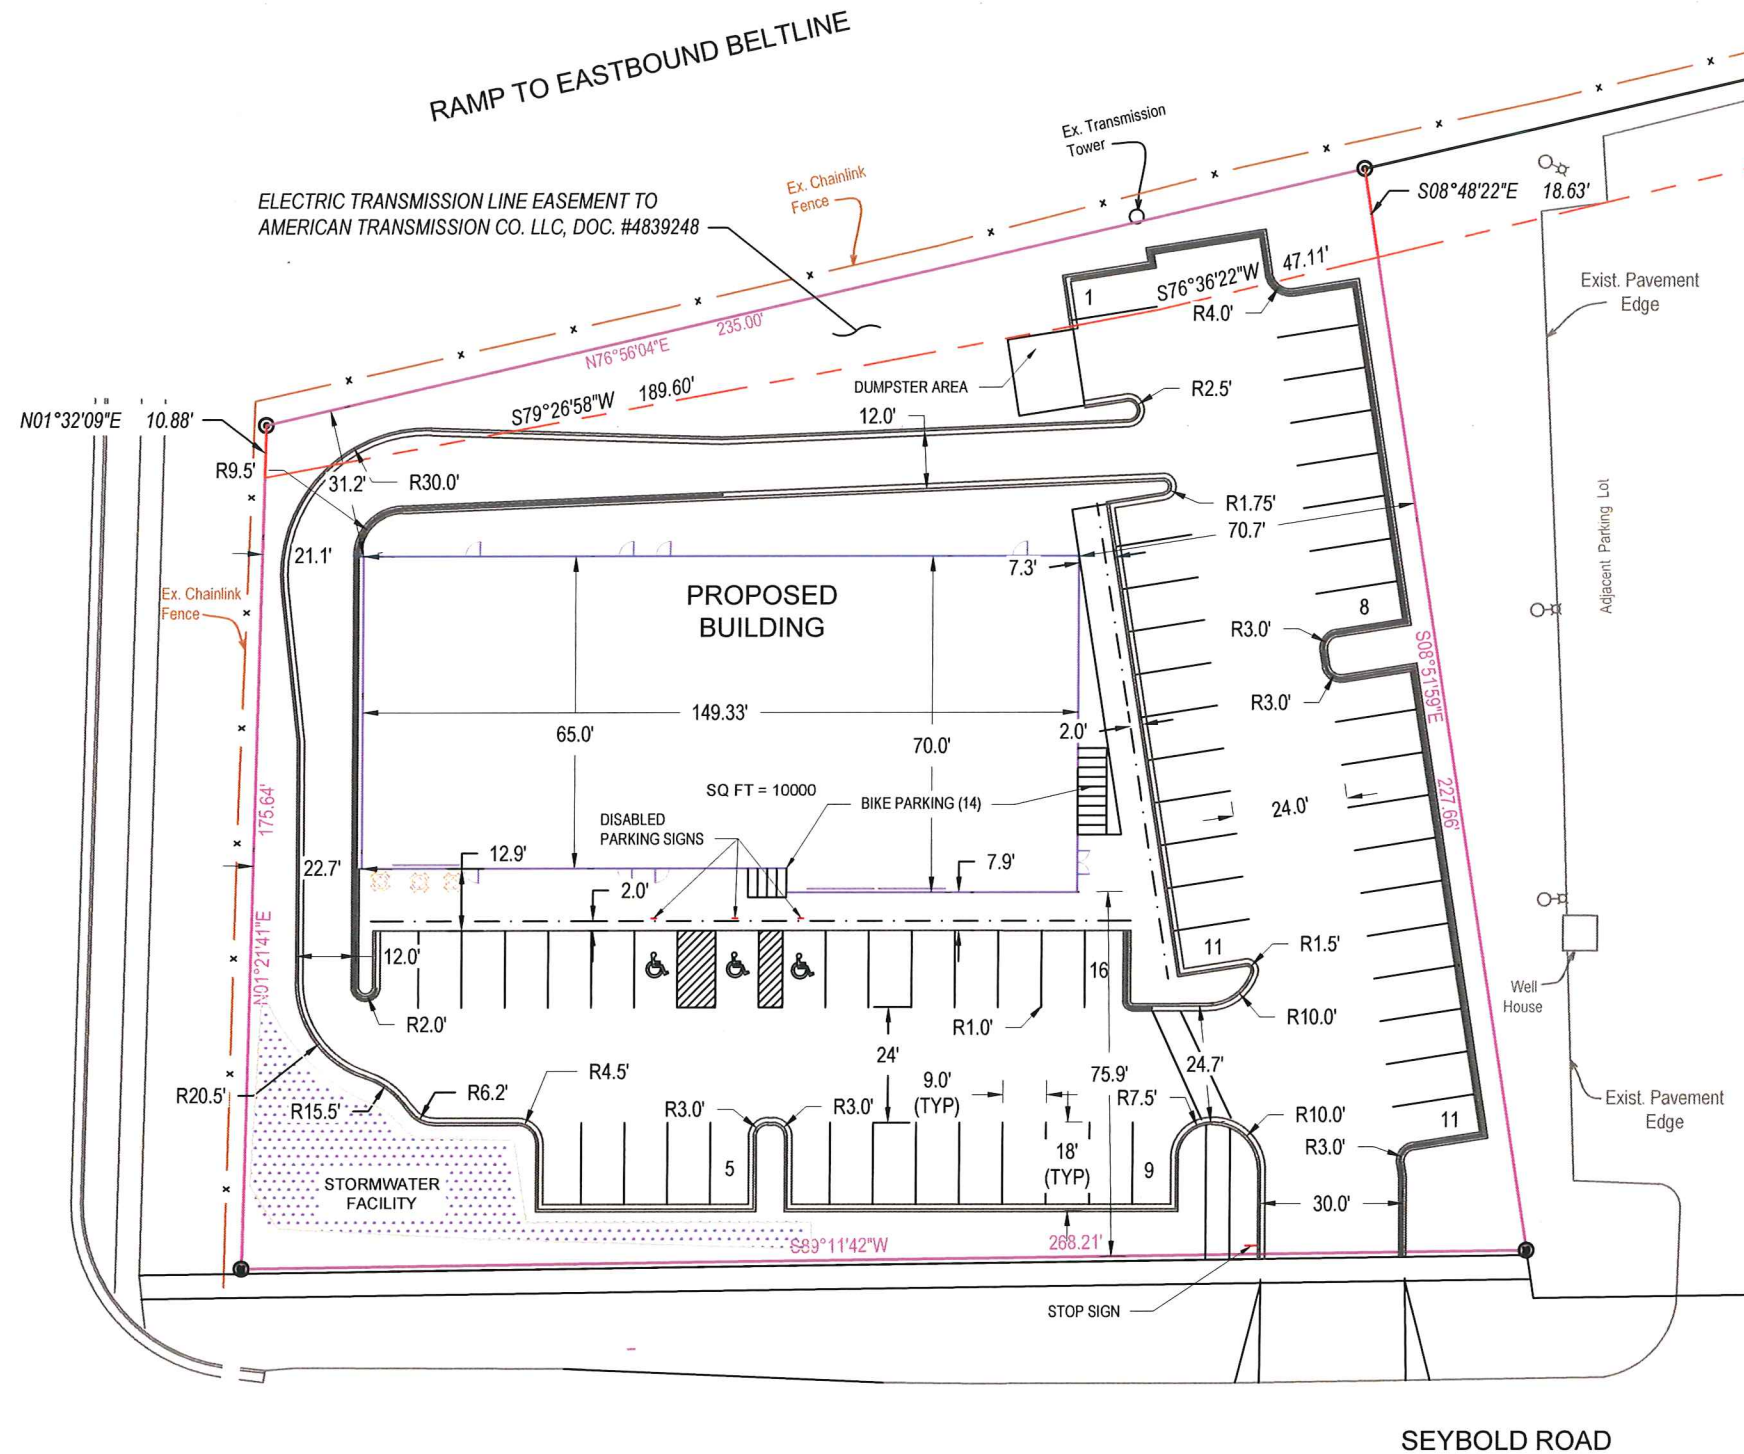 RAMP TO EASTBOUND BELTLINE
Ex. Transmission
Tower
Ex. Chainlink
Fence
ELECTRIC TRANSMISSION LINE EASEMENT TO
AMERICAN TRANSMISSION CO. LLC, DOC. #4839248
S08°48'22"E 18.63'
47.11'
S76°36'22"W
1
R4.0'
Exist. Pavement
Edge
235.00'
N76°56'04"E
189.60'
S79°26'58"W
DUMPSTER AREA
R2.5'
12.0'
N01°32'09"E 10.88'
R9.5'
31.2'
R30.0'
R1.75'
70.7'
Adjacent Parking Lot
21.1'
7.3'
Ex. Chainlink
Fence
PROPOSED
BUILDING
8
R3.0'
R3.0'
S08°51'59"E
149.33'
65.0'
70.0'
2.0'
SQ FT = 10000
BIKE PARKING (14)
24.0'
227.66'
175.64'
DISABLED
PARKING SIGNS
12.9'
7.9'
22.7'
2.0'
N01°21'41"E
12.0'
16
11
R1.5'
Well
House
R2.0'
R1.0'
R10.0'
24'
24.7'
75.9'
R20.5'
R15.5'
R6.2'
R4.5'
R3.0'
R3.0'
9.0'
(TYP)
R7.5'
R10.0'
11
R3.0'
Exist. Pavement
Edge
5
18'
(TYP)
9
STORMWATER
FACILITY
30.0'
S89°11'42"W
268.21'
STOP SIGN
SEYBOLD ROAD